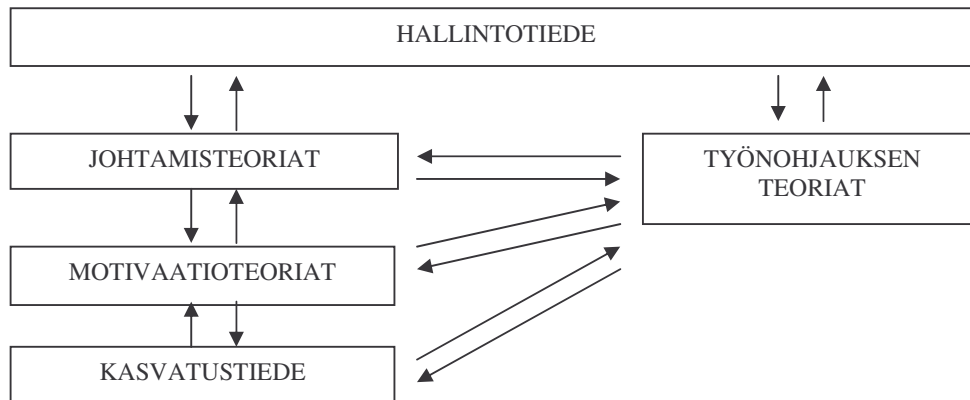 HALLINTOTIEDE
JOHTAMISTEORIAT
TYÖNOHJAUKSEN
TEORIAT
MOTIVAATIOTEORIAT
KASVATUSTIEDE